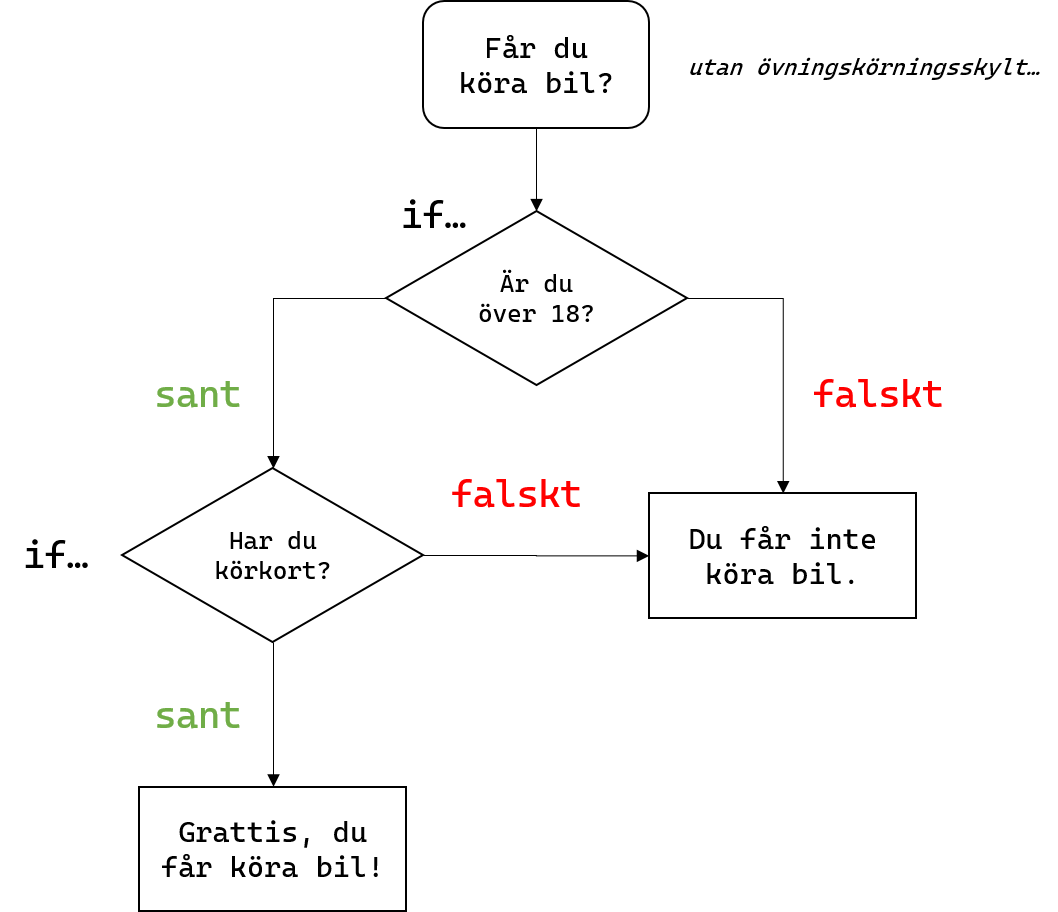 Får du
köra bil?
utan övningskörningsskylt…
if…
Är du
över 18?
sant
falskt
falskt
if…
Har du
körkort?
Du får inte
köra bil.
sant
Grattis, du
får köra bil!